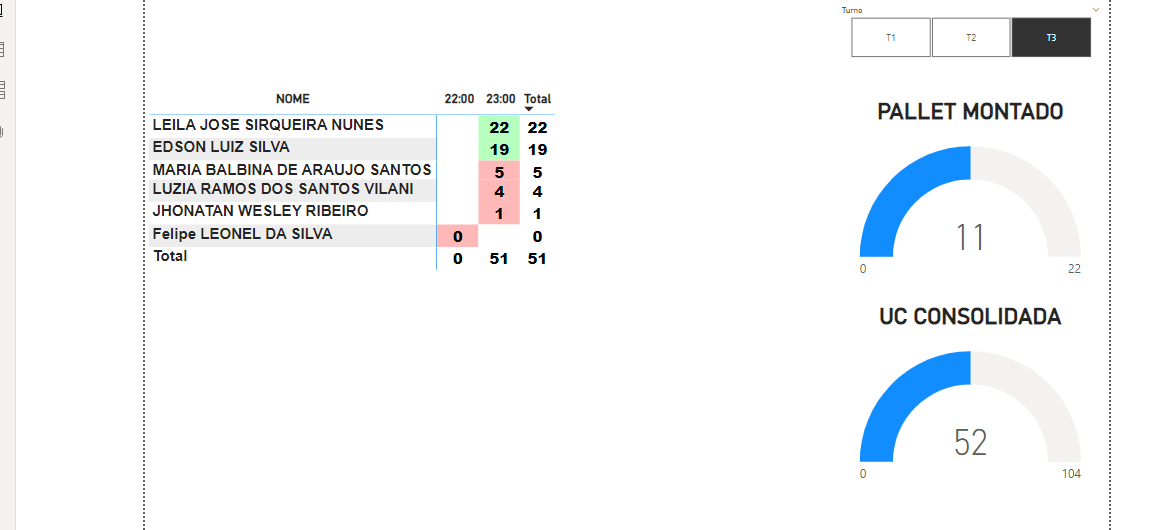 Turno
T1 T2 T3
NOME 22:00 23:00 Total
LEILA JOSE SIRQUEIRA NUNES 22 22
EDSON LUIZ SILVA 19 19
MARIA BALBINA DE ARAUJO SANTOS 5 5
LUZIA RAMOS DOS SANTOS VILANI 4 4
JHONATAN WESLEY RIBEIRO 1 1
Felipe LEONEL DA SILVA 0 0
Total 0 51 51
PALLET MONTADO
11
0 22
UC CONSOLIDADA
52
0 104